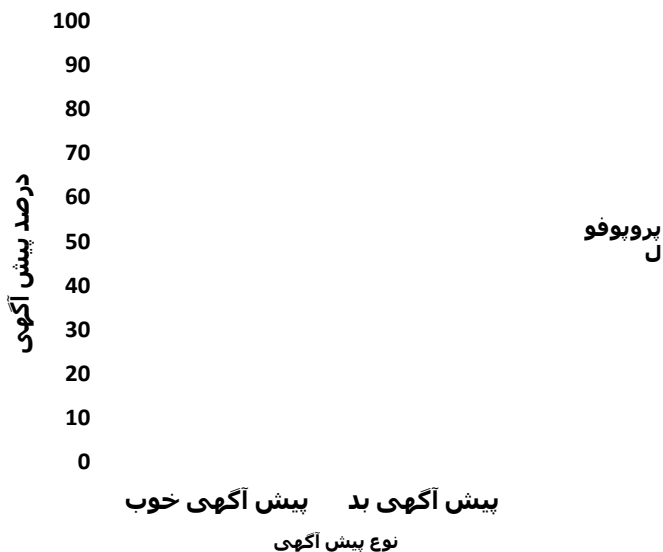 100
90
80
70
60
50
40
30
20
10
0
درصد پیش آگهی
پیش آگهی خوب
پیش آگهی بد
نوع پیش آگهی
پروپوفو
ل